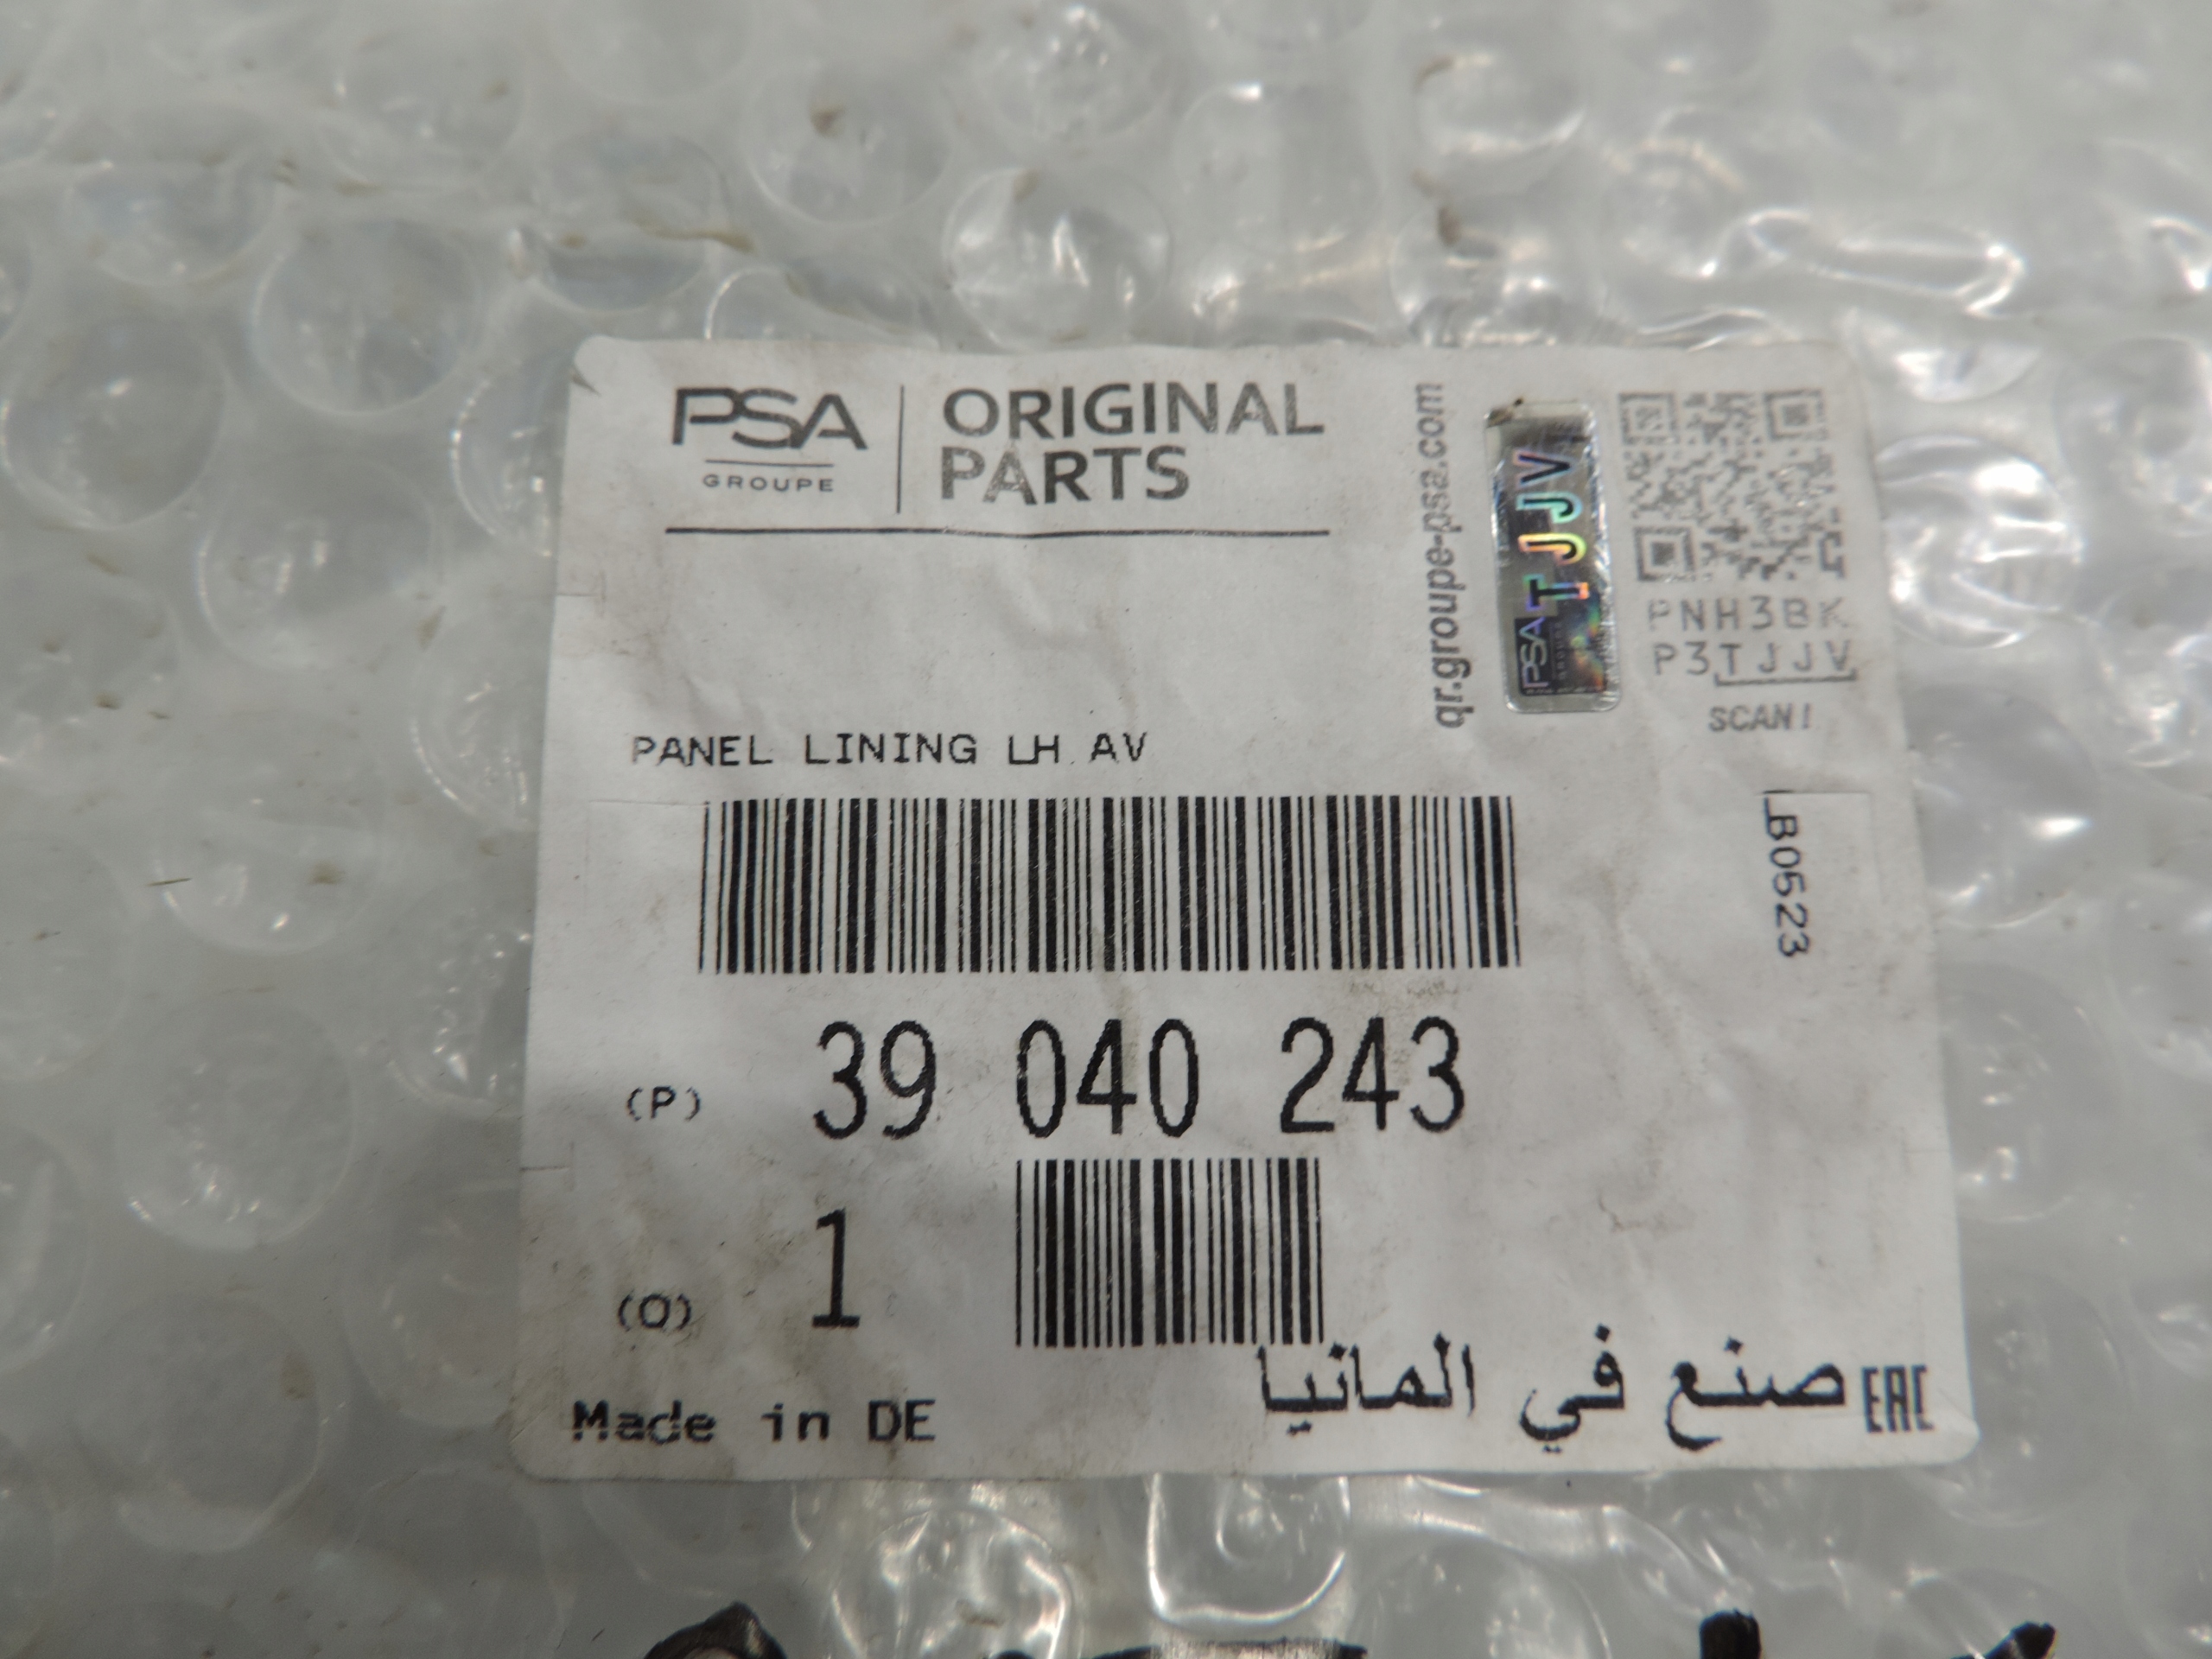 PSA
GROUPE
ORIGINAL
PARTS
qr.groupe-psa.com
PSA TJJV
PNH3BK
P3TJJV
SCAN!
PANEL LINING LH AV
LB0523
(P) 39 040 243
(Q) 1
Made in DE
صنع في المانيا
EAC